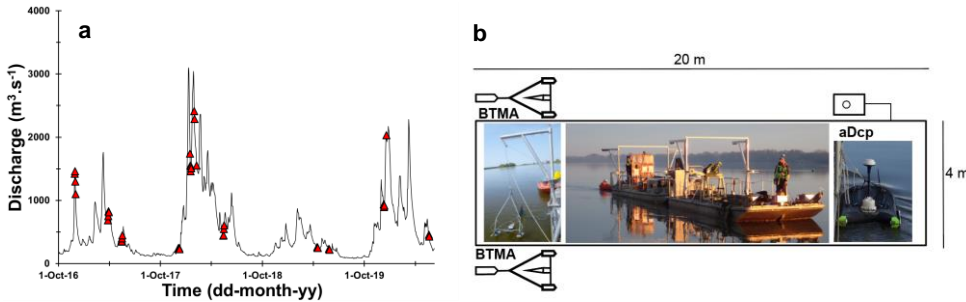 a
4000
3000
2000
1000
0
Discharge (m³.s⁻¹)
1-Oct-16
1-Oct-17
1-Oct-18
1-Oct-19
Time (dd-month-yy)
b
20 m
BTMA
aDcp
4 m
BTMA